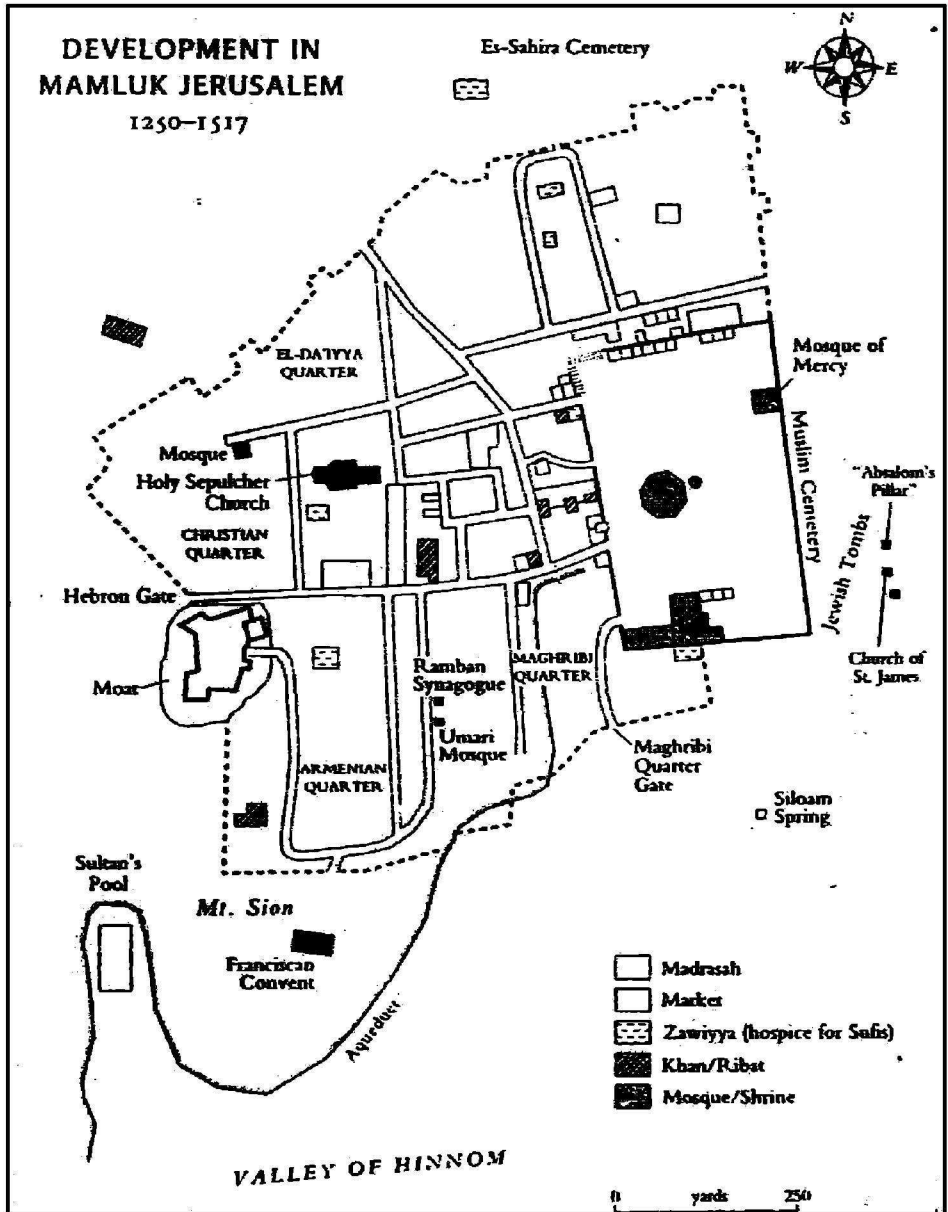 DEVELOPMENT IN
MAMLUK JERUSALEM
1250–1517
Es-Sahira Cemetery
N
W
E
S
Mosque of
Mercy
EL-DATYYA
QUARTER
Muslim Cemetery
Mosque
Holy Sepulcher
Church
"Absalom's
Pillar"
CHRISTIAN
QUARTER
Jewish Tombs
Hebron Gate
Church of
St. James
Moat
Ramban
Synagogue
MAGHRIBI
QUARTER
Umari
Mosque
Maghribi
Quarter
Gate
ARMENIAN
QUARTER
Siloam
Spring
Sultan's
Pool
Mt. Sion
Franciscan
Convent
Aqueduct
Madrasah
Market
Zawiyya (hospice for Sufis)
Khan/Ribat
Mosque/Shrine
VALLEY OF HINNOM
0 yards 250